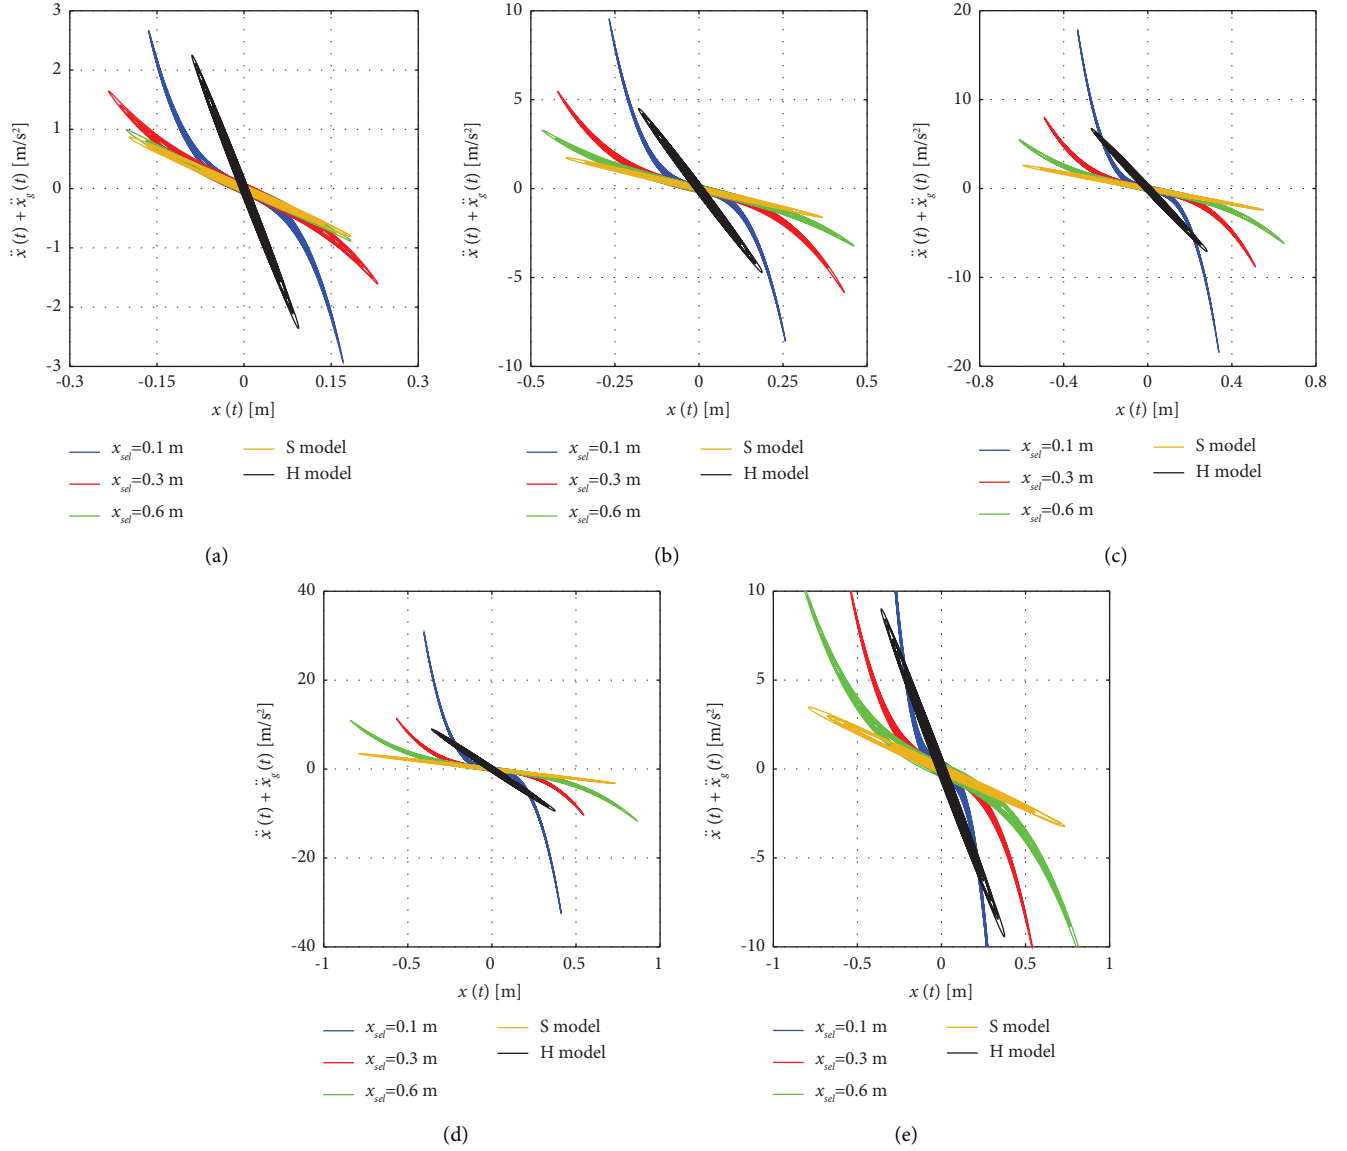 3
2
1
0
-1
-2
-3
-0.3 -0.15 0 0.15 0.3
ẍ (t) + ẍg (t) [m/s²]
x (t) [m]
xsel=0.1 m
xsel=0.3 m
xsel=0.6 m
S model
H model
(a)
10
5
0
-5
-10
-0.5 -0.25 0 0.25 0.5
ẍ (t) + ẍg (t) [m/s²]
x (t) [m]
xsel=0.1 m
xsel=0.3 m
xsel=0.6 m
S model
H model
(b)
20
10
0
-10
-20
-0.8 -0.4 0 0.4 0.8
ẍ (t) + ẍg (t) [m/s²]
x (t) [m]
xsel=0.1 m
xsel=0.3 m
xsel=0.6 m
S model
H model
(c)
40
20
0
-20
-40
-1 -0.5 0 0.5 1
ẍ (t) + ẍg (t) [m/s²]
x (t) [m]
xsel=0.1 m
xsel=0.3 m
xsel=0.6 m
S model
H model
(d)
10
5
0
-5
-10
-1 -0.5 0 0.5 1
ẍ (t) + ẍg (t) [m/s²]
x (t) [m]
xsel=0.1 m
xsel=0.3 m
xsel=0.6 m
S model
H model
(e)